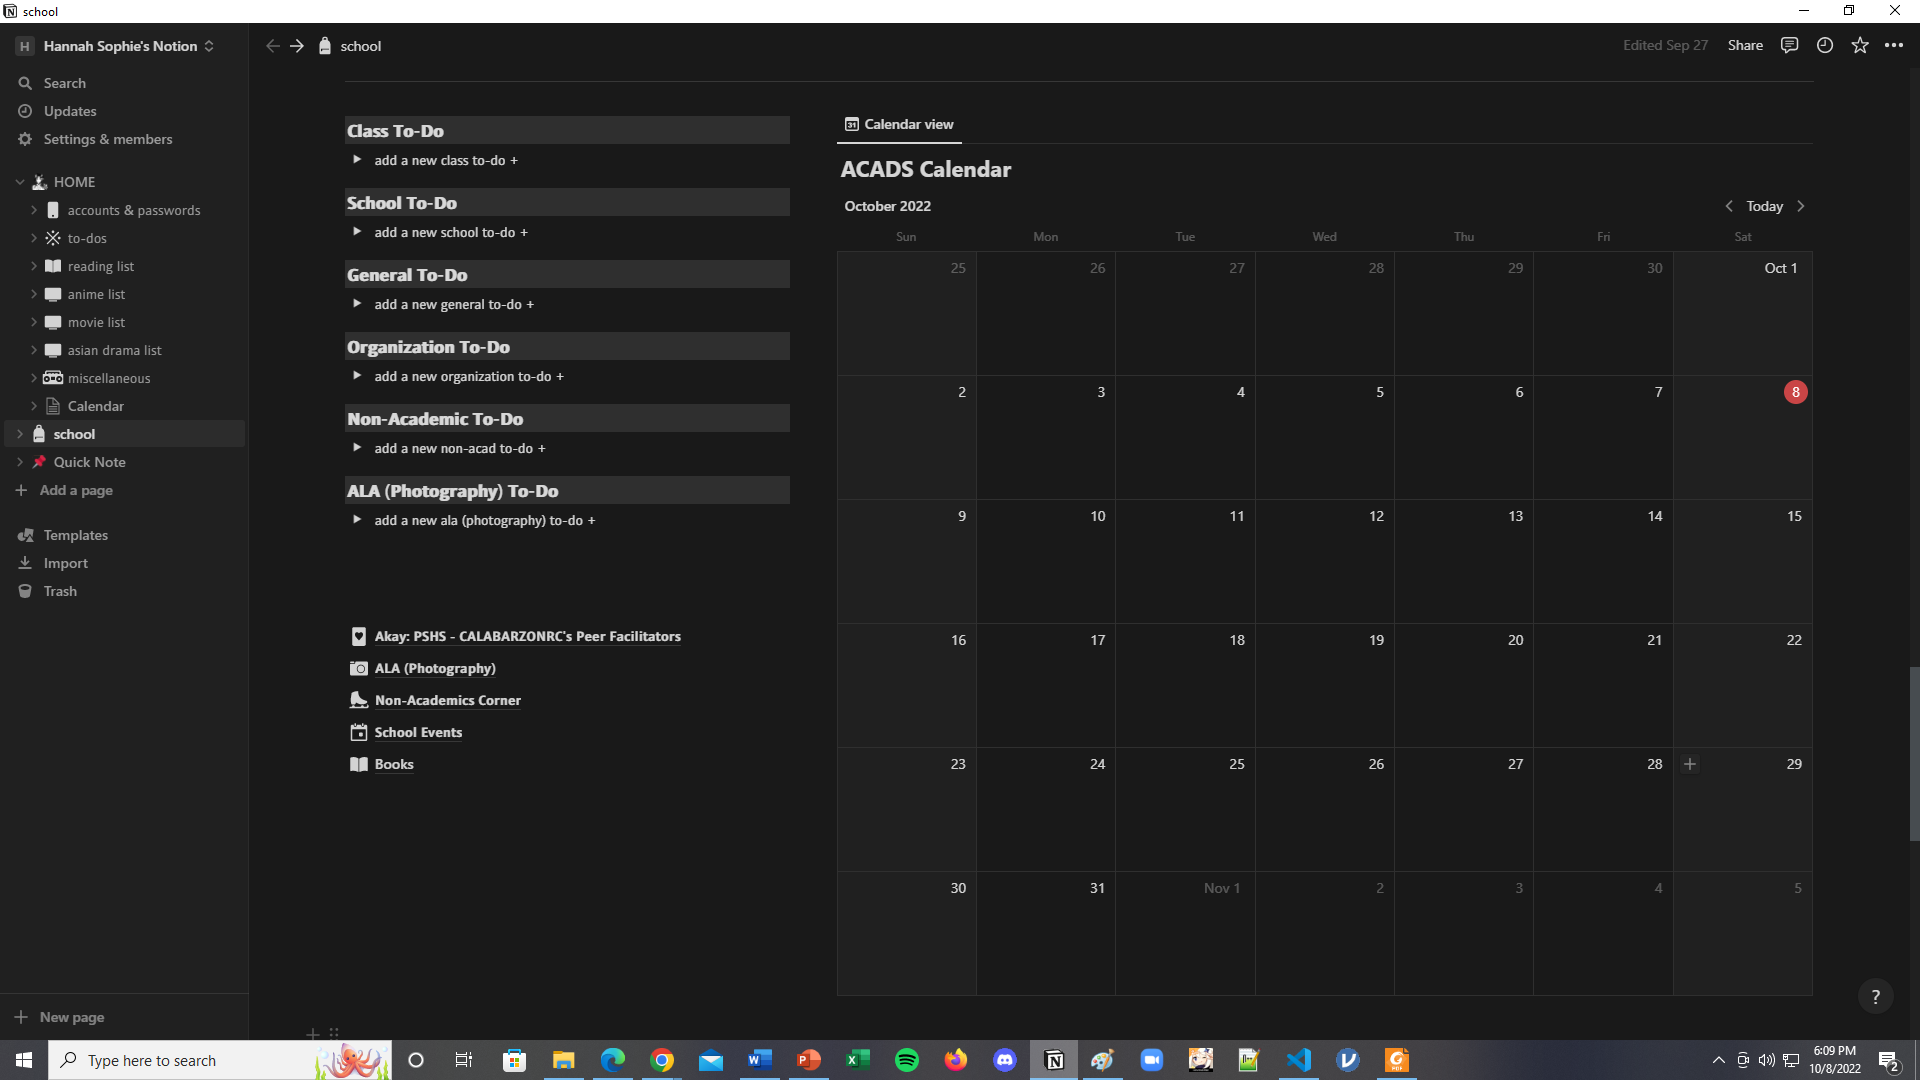 school
H Hannah Sophie's Notion
Search
Updates
Settings & members
HOME
accounts & passwords
to-dos
reading list
anime list
movie list
asian drama list
miscellaneous
Calendar
school
Quick Note
Add a page
Templates
Import
Trash
New page
school
Edited Sep 27 Share
Class To-Do
add a new class to-do +
School To-Do
add a new school to-do +
General To-Do
add a new general to-do +
Organization To-Do
add a new organization to-do +
Non-Academic To-Do
add a new non-acad to-do +
ALA (Photography) To-Do
add a new ala (photography) to-do +
Akay: PSHS - CALABARZONRC's Peer Facilitators
ALA (Photography)
Non-Academics Corner
School Events
Books
31 Calendar view
ACADS Calendar
October 2022 Today
Sun Mon Tue Wed Thu Fri Sat
25 26 27 28 29 30 Oct 1
2 3 4 5 6 7 8
9 10 11 12 13 14 15
16 17 18 19 20 21 22
23 24 25 26 27 28 29
30 31 Nov 1 2 3 4 5
?
Type here to search
6:09 PM
10/8/2022
2